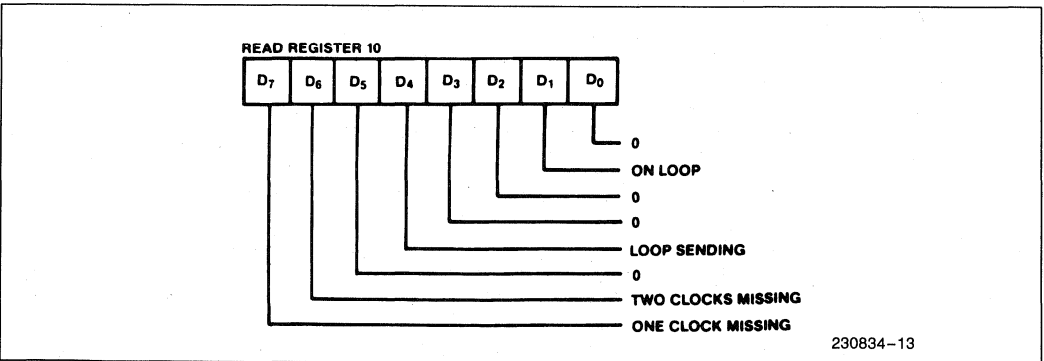 READ REGISTER 10
D7 D6 D5 D4 D3 D2 D1 D0
0
ON LOOP
0
0
LOOP SENDING
0
TWO CLOCKS MISSING
ONE CLOCK MISSING
230834-13